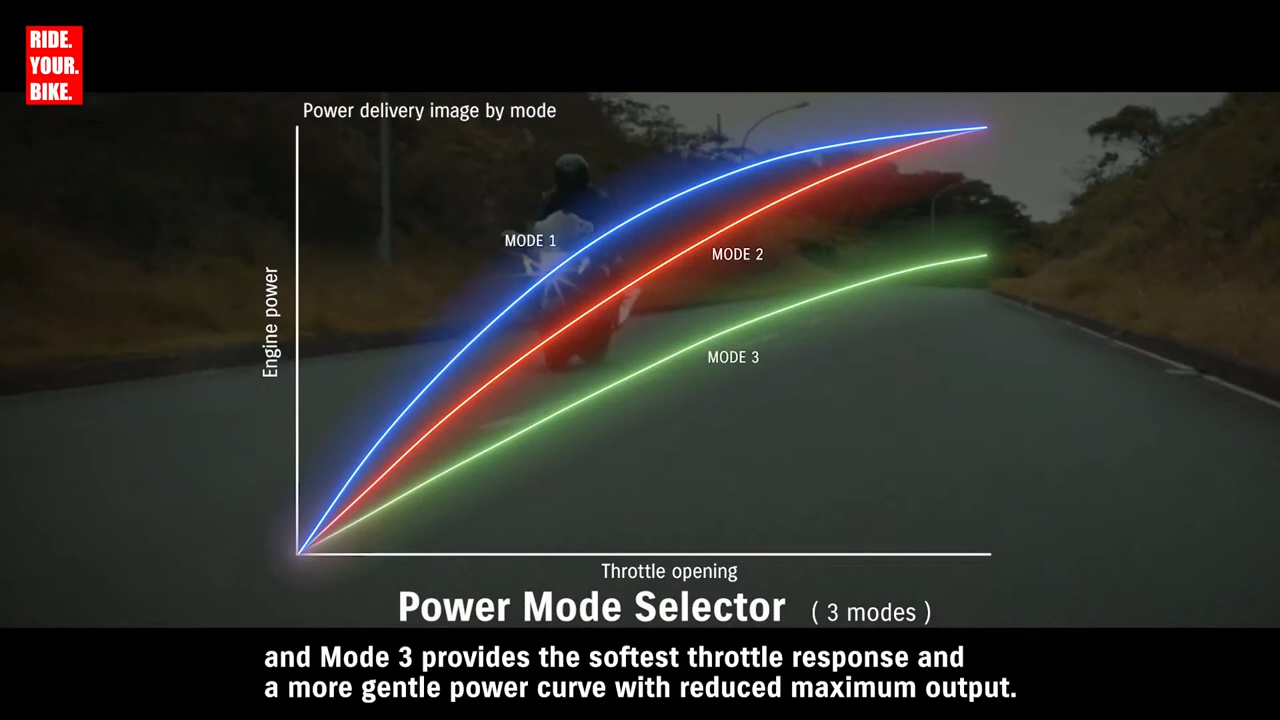 RIDE.
YOUR.
BIKE.
Power delivery image by mode
MODE 1
MODE 2
MODE 3
Engine power
Throttle opening
Power Mode Selector ( 3 modes )
and Mode 3 provides the softest throttle response and
a more gentle power curve with reduced maximum output.